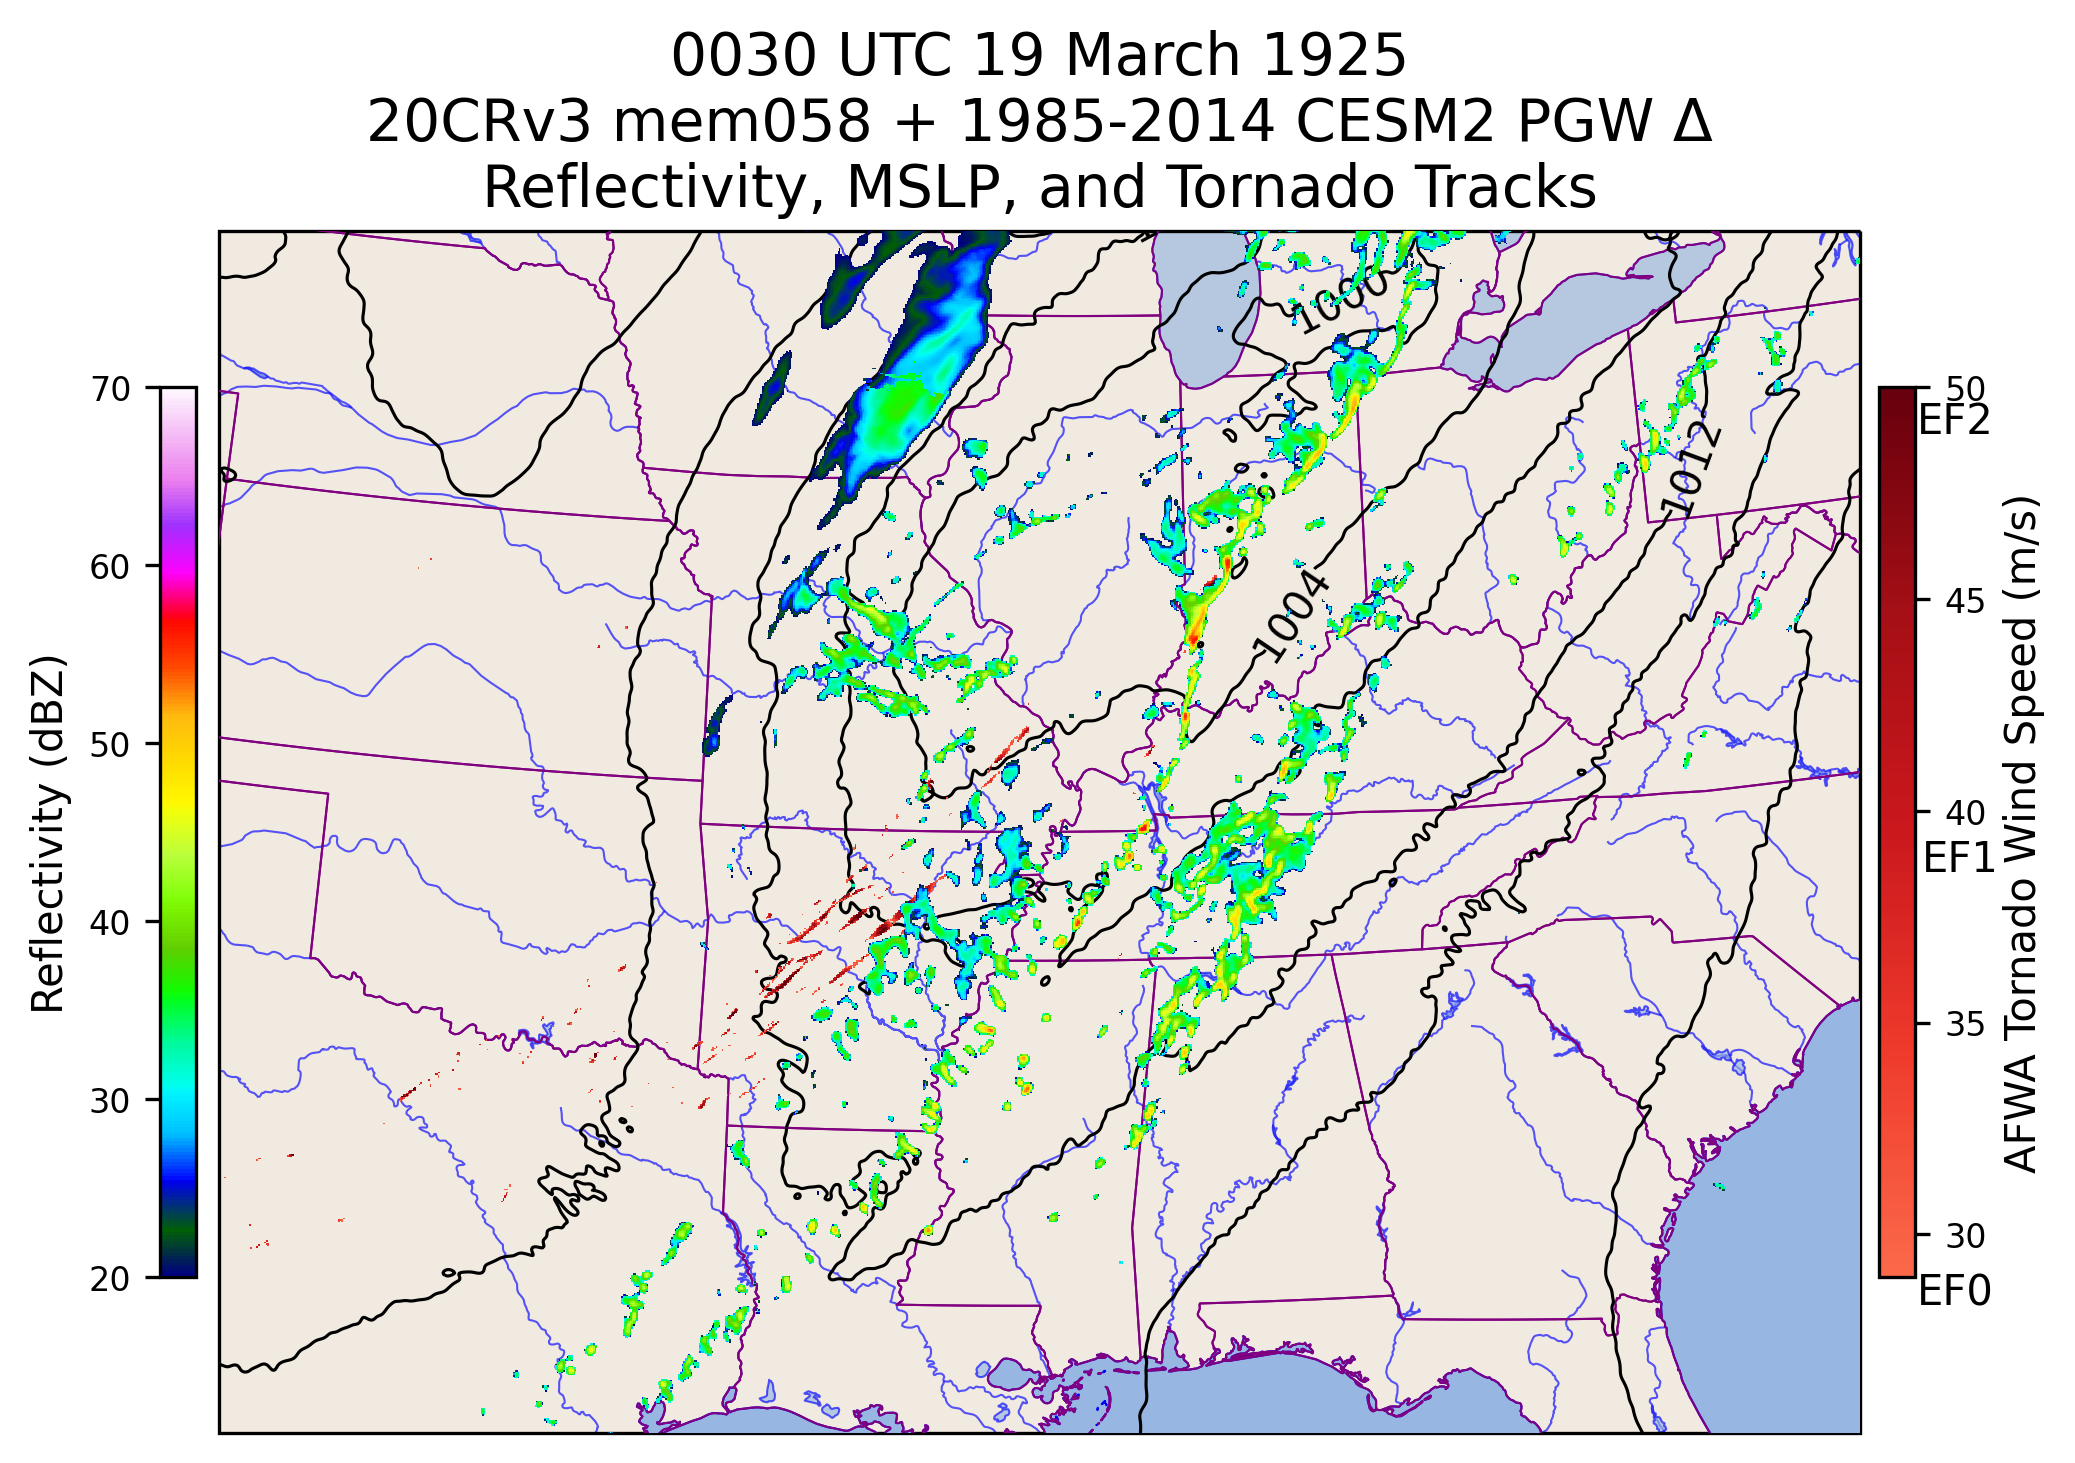 0030 UTC 19 March 1925
20CRv3 mem058 + 1985-2014 CESM2 PGW Δ
Reflectivity, MSLP, and Tornado Tracks
Reflectivity (dBZ)
70
60
50
40
30
20
1000
1012
1004
50
EF2
45
40
EF1
35
30
EF0
AFWA Tornado Wind Speed (m/s)